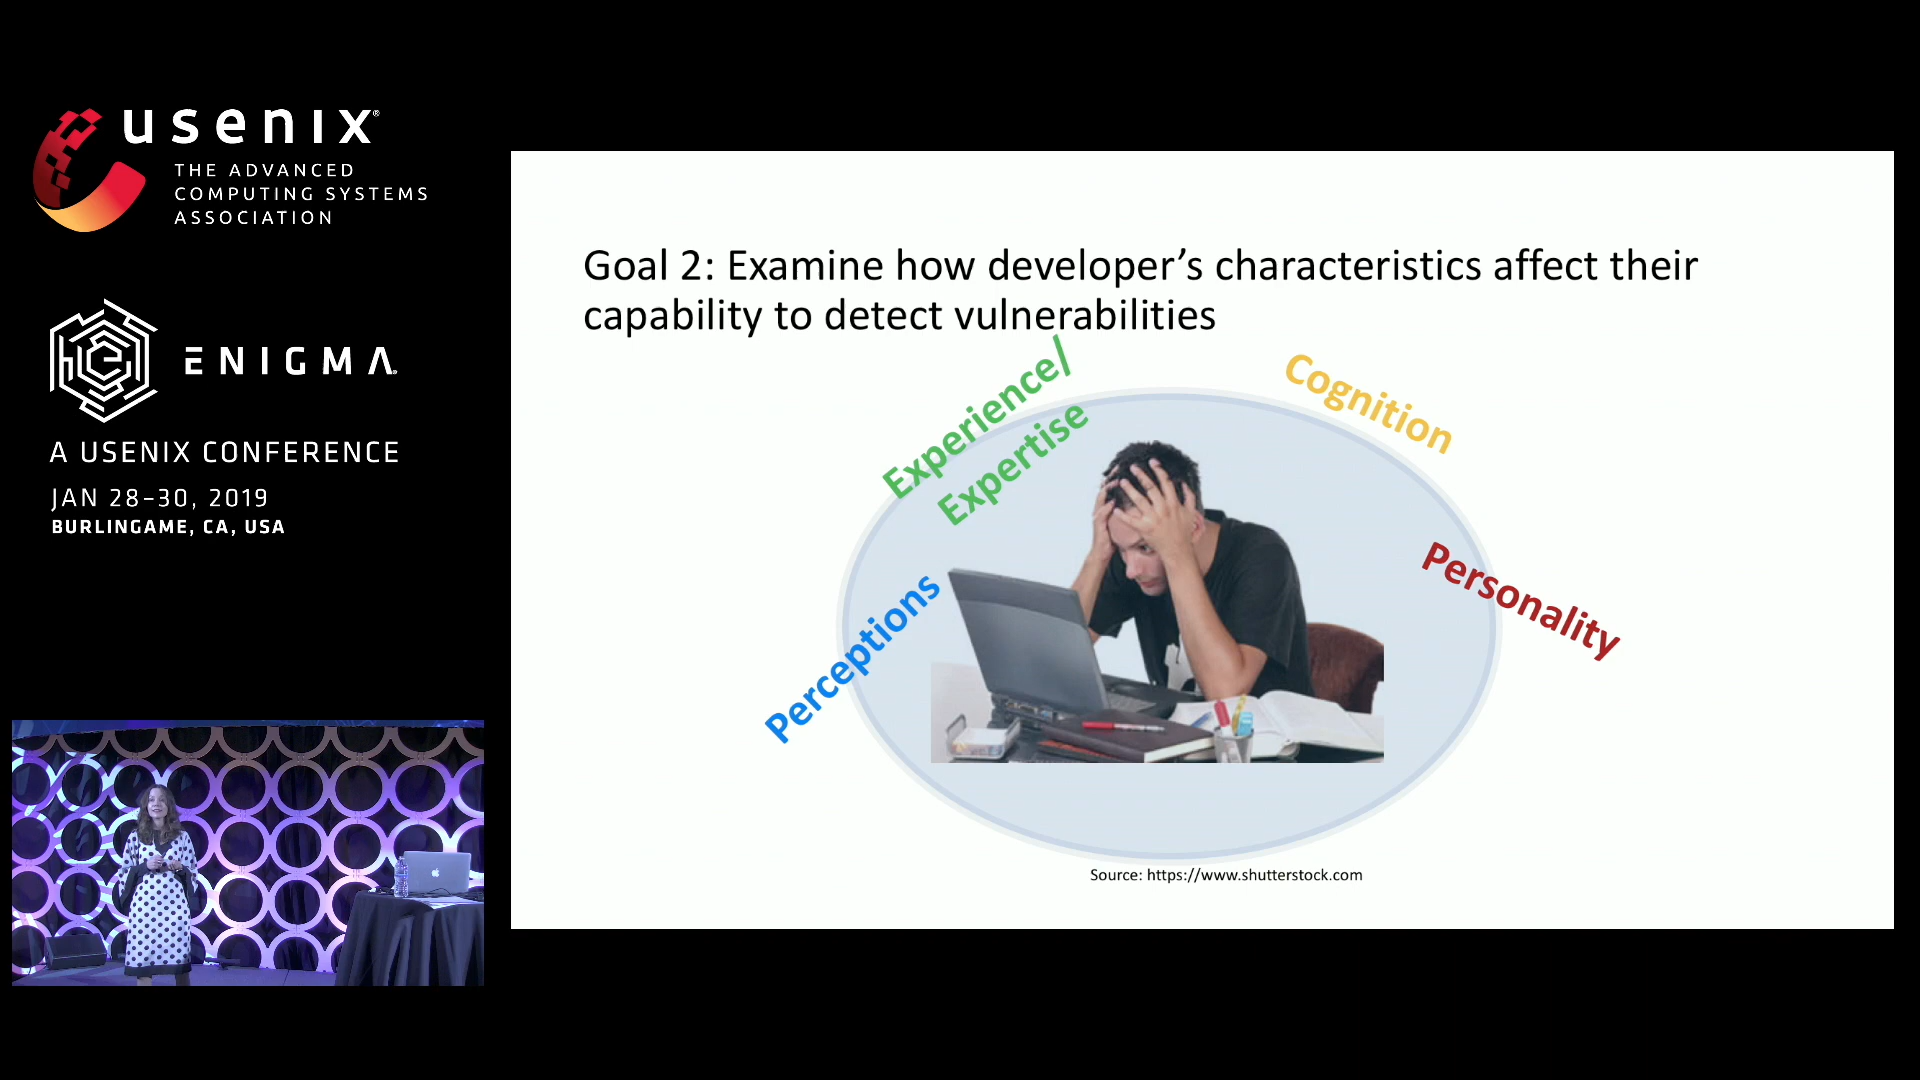 usenix®
THE ADVANCED
COMPUTING SYSTEMS
ASSOCIATION
ENIGMA
A USENIX CONFERENCE
JAN 28–30, 2019
BURLINGAME, CA, USA
Goal 2: Examine how developer’s characteristics affect their
capability to detect vulnerabilities
Experience/
Expertise
Cognition
Perceptions
Personality
Source: https://www.shutterstock.com